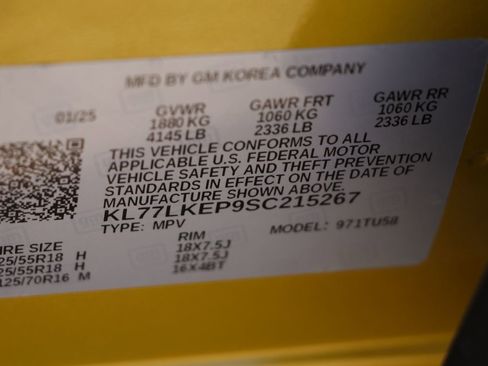 MFD BY GM KOREA COMPANY
01/25 GVWR GAWR FRT GAWR RR
1880 KG 1060 KG 1060 KG
4145 LB 2336 LB 2336 LB
THIS VEHICLE CONFORMS TO ALL
APPLICABLE U.S. FEDERAL MOTOR
VEHICLE SAFETY AND THEFT PREVENTION
STANDARDS IN EFFECT ON THE DATE OF
MANUFACTURE SHOWN ABOVE.
KL77LKEP9SC215267
TYPE: MPV MODEL: 971TU58
IRE SIZE RIM
25/55R18 H 18X7.5J
25/55R18 H 18X7.5J
125/70R16 M 16X4BT